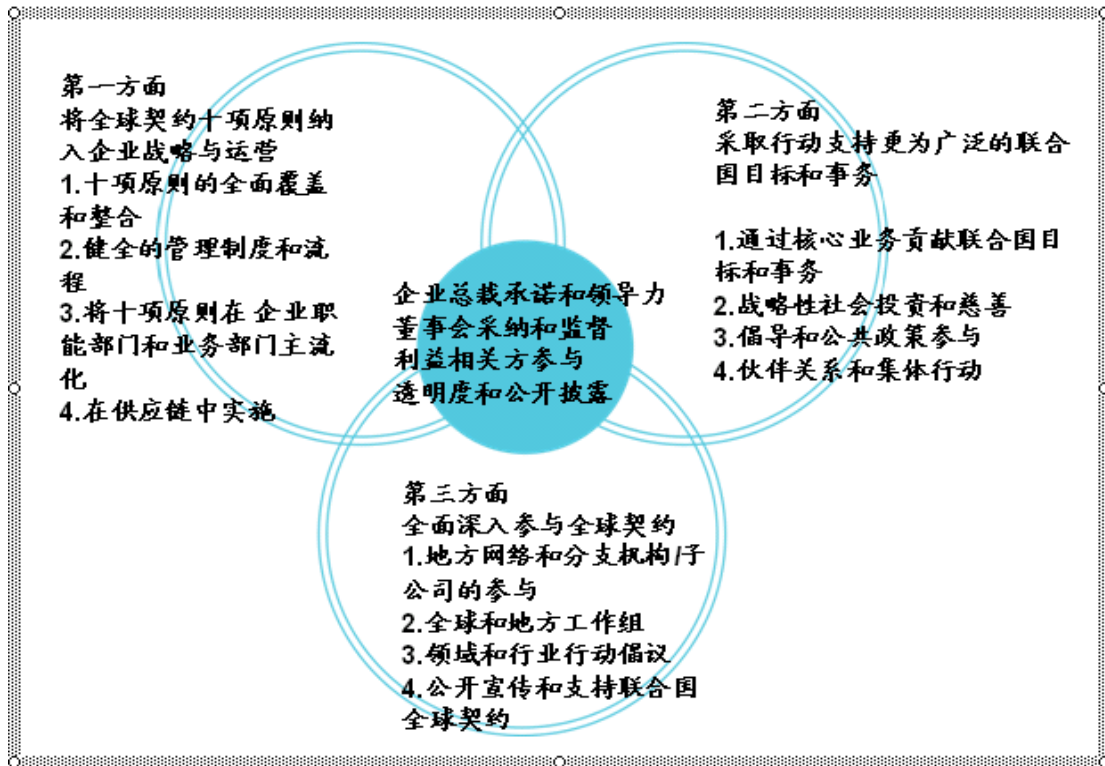 第一方面
将全球契约十项原则纳
入企业战略与运营
1.十项原则的全面覆盖
和整合
2.健全的管理制度和流
程
3.将十项原则在 企业职
能部门和业务部门主流
化
4.在供应链中实施
第二方面
采取行动支持更为广泛的联合
国目标和事务
1.通过核心业务贡献联合国目
标和事务
2.战略性社会投资和慈善
3.倡导和公共政策参与
4.伙伴关系和集体行动
企业总裁承诺和领导力
董事会采纳和监督
利益相关方参与
透明度和公开披露
第三方面
全面深入参与全球契约
1.地方网络和分支机构/子
公司的参与
2.全球和地方工作组
3.领域和行业行动倡议
4.公开宣传和支持联合国
全球契约